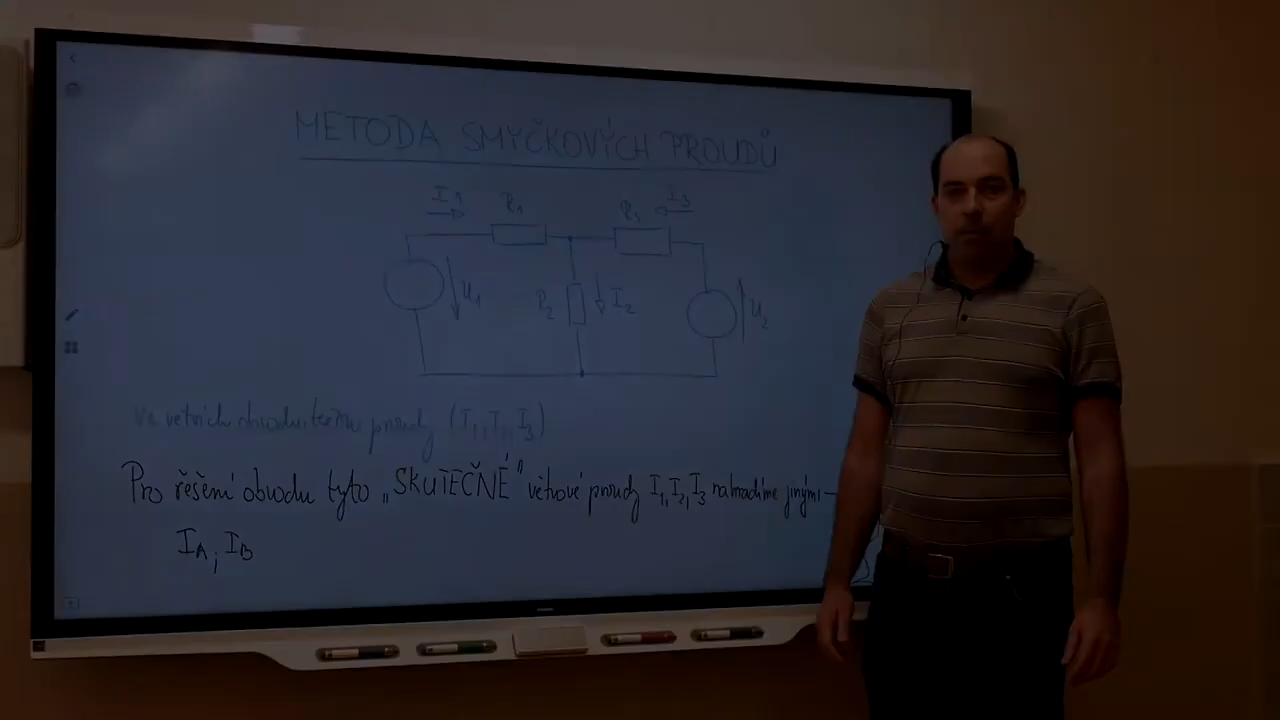 METODA SMYČKOVÝCH PROUDŮ
I1 R1 R3 I3
U1 R2 I2 U2
ve větvích obvodu proudy (I1, I2, I3)
Pro řešení obvodu tyto „SKUTEČNÉ" větvové proudy I1, I2, I3 nahradíme jinými –
IA, IB